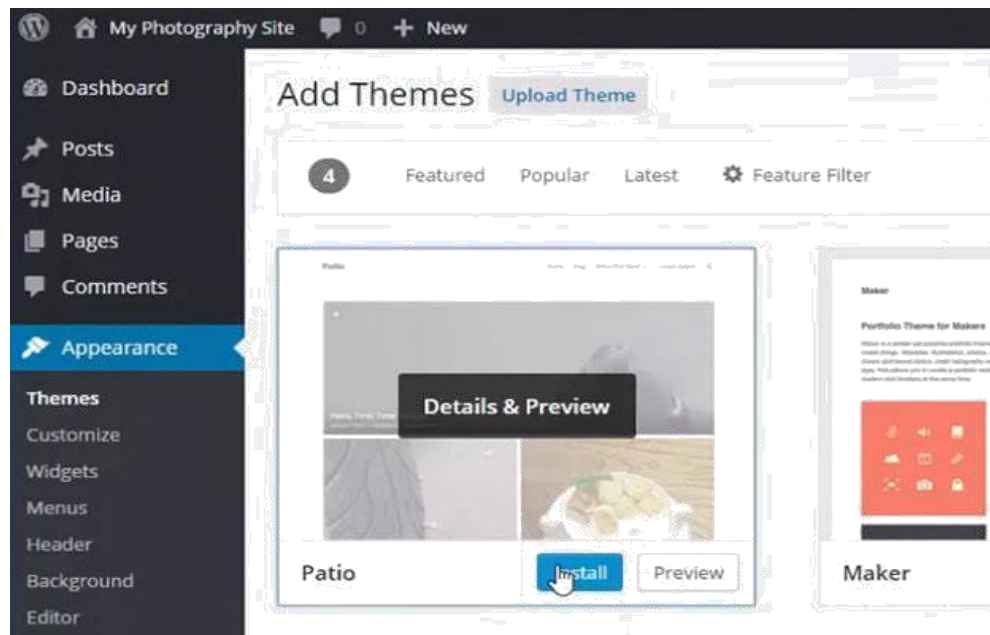 My Photography Site 0 + New
Dashboard
Posts
Media
Pages
Comments
Appearance
Themes
Customize
Widgets
Menus
Header
Background
Editor
Add Themes Upload Theme
4 Featured Popular Latest Feature Filter
Patio
Details & Preview
Patio Install Preview
Maker
Portfolio Theme for Makers
Maker